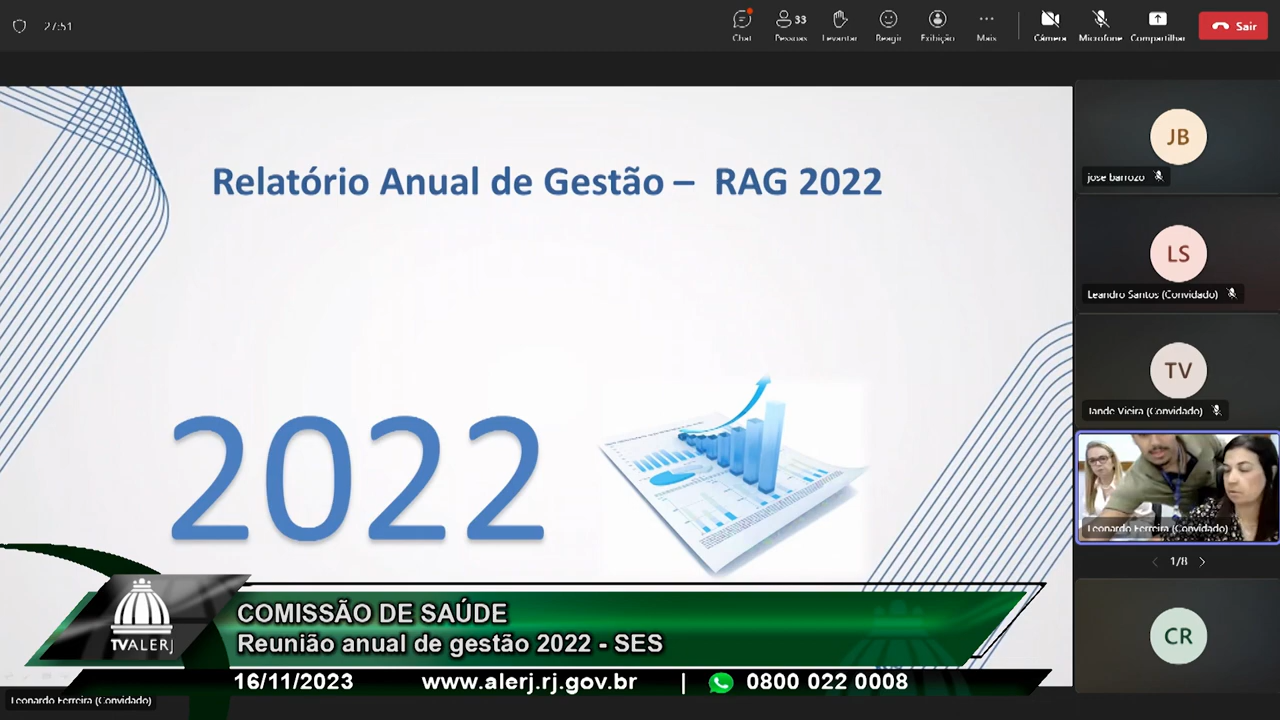 27:51
Chat
33
Pessoas
Levantar
Reagir
Exibição
Mais
Câmera
Microfone
Compartilhar
Sair
Relatório Anual de Gestão – RAG 2022
2022
JB
jose barrozo
LS
Leandro Santos (Convidado)
TV
Tande Vieira (Convidado)
Leonardo Ferreira (Convidado)
1/8
CR
TVALERJ
COMISSÃO DE SAÚDE
Reunião anual de gestão 2022 - SES
16/11/2023 www.alerj.rj.gov.br | 0800 022 0008
Leonardo Ferreira (Convidado)